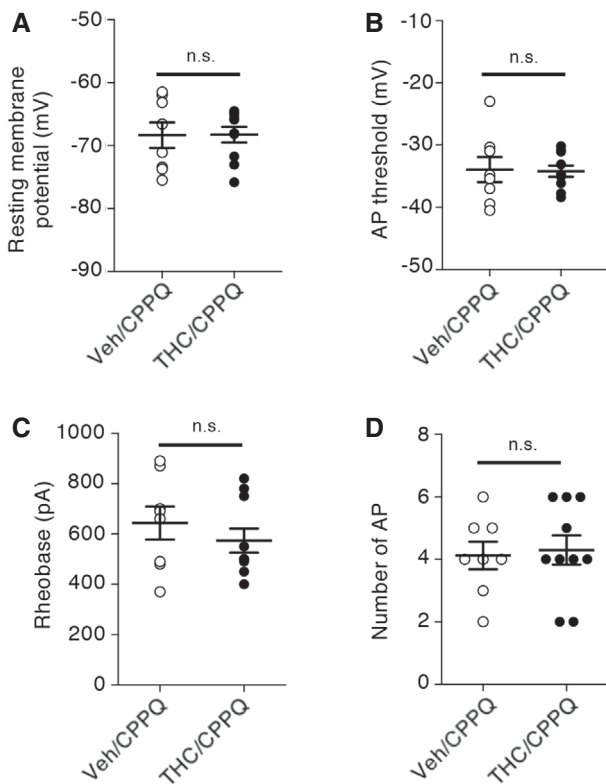 A
-50
-60
-70
-80
-90
Resting membrane
potential (mV)
n.s.
Veh/CPPQ
THC/CPPQ
B
-10
-20
-30
-40
-50
AP threshold (mV)
n.s.
Veh/CPPQ
THC/CPPQ
C
1000
800
600
400
200
0
Rheobase (pA)
n.s.
Veh/CPPQ
THC/CPPQ
D
8
6
4
2
0
Number of AP
n.s.
Veh/CPPQ
THC/CPPQ